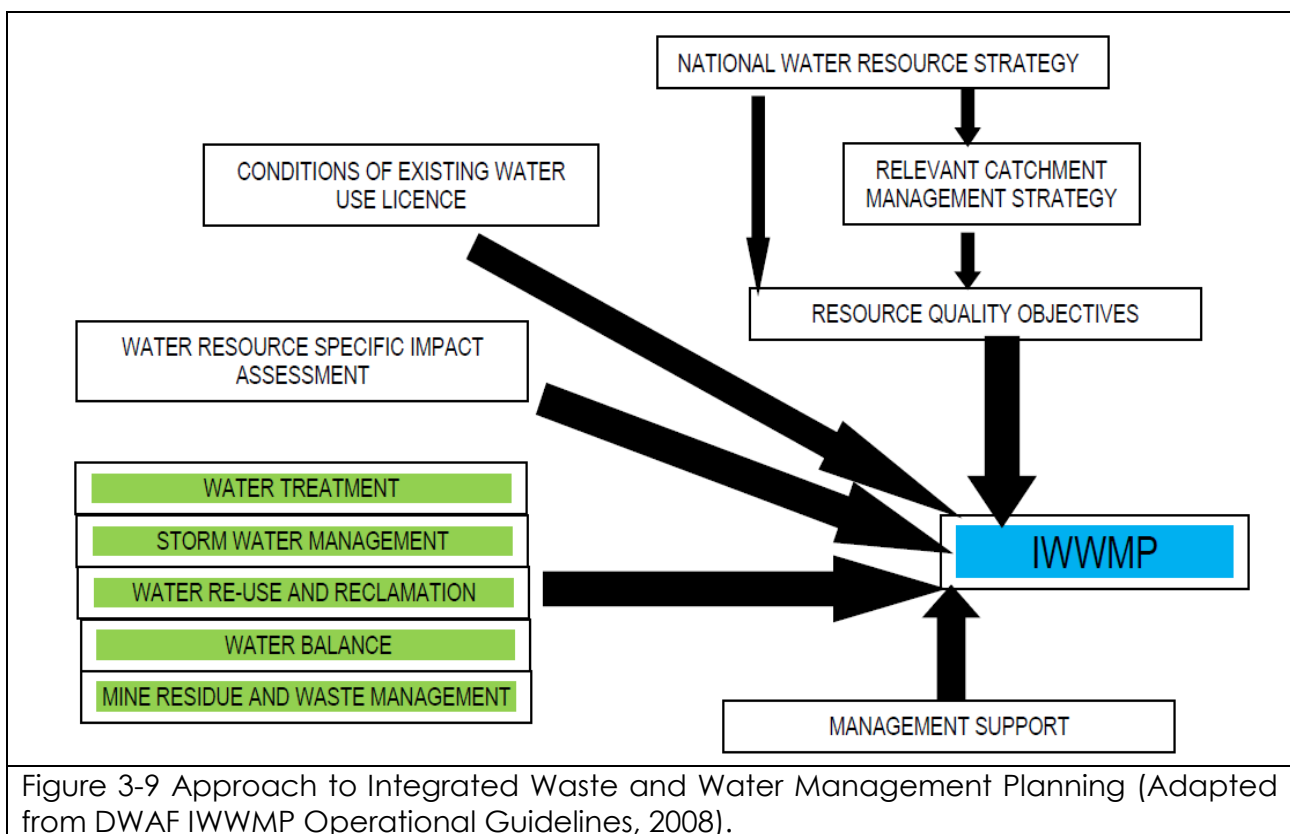 NATIONAL WATER RESOURCE STRATEGY
CONDITIONS OF EXISTING WATER
USE LICENCE
RELEVANT CATCHMENT
MANAGEMENT STRATEGY
RESOURCE QUALITY OBJECTIVES
WATER RESOURCE SPECIFIC IMPACT
ASSESSMENT
WATER TREATMENT
STORM WATER MANAGEMENT
WATER RE-USE AND RECLAMATION
WATER BALANCE
MINE RESIDUE AND WASTE MANAGEMENT
IWWMP
MANAGEMENT SUPPORT
Figure 3-9 Approach to Integrated Waste and Water Management Planning (Adapted
from DWAF IWWMP Operational Guidelines, 2008).